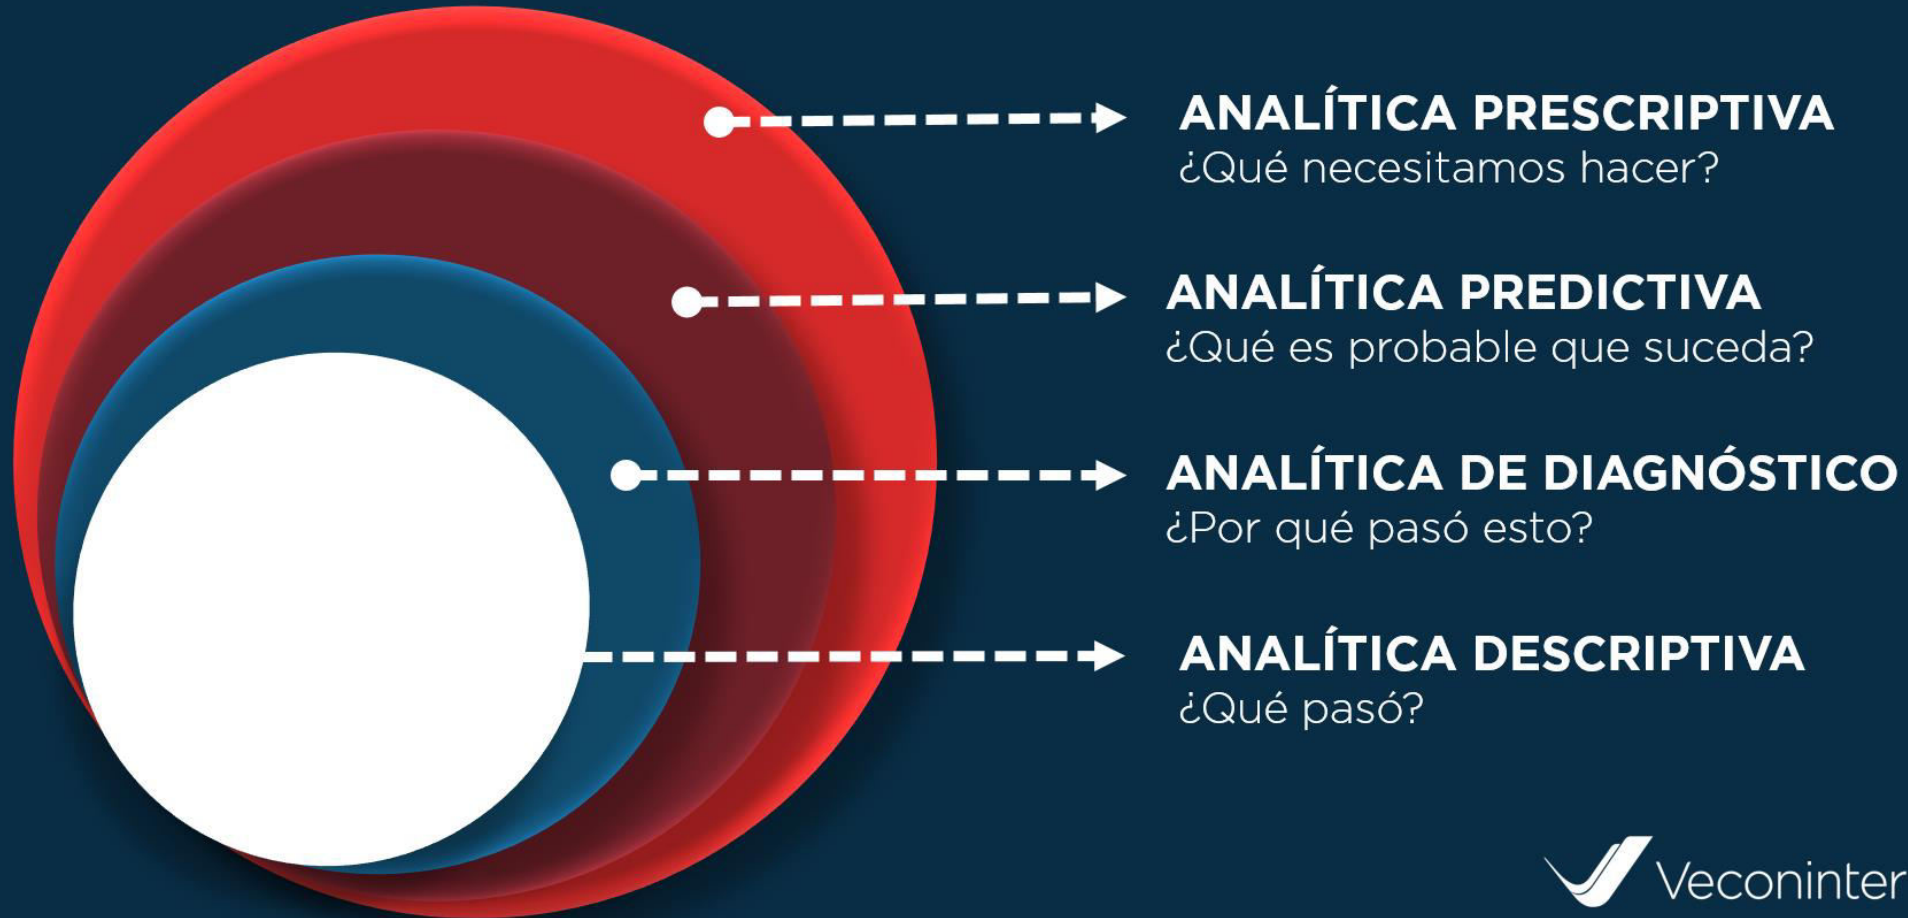 ANALÍTICA PRESCRIPTIVA
¿Qué necesitamos hacer?
ANALÍTICA PREDICTIVA
¿Qué es probable que suceda?
ANALÍTICA DE DIAGNÓSTICO
¿Por qué pasó esto?
ANALÍTICA DESCRIPTIVA
¿Qué pasó?
Veconinter